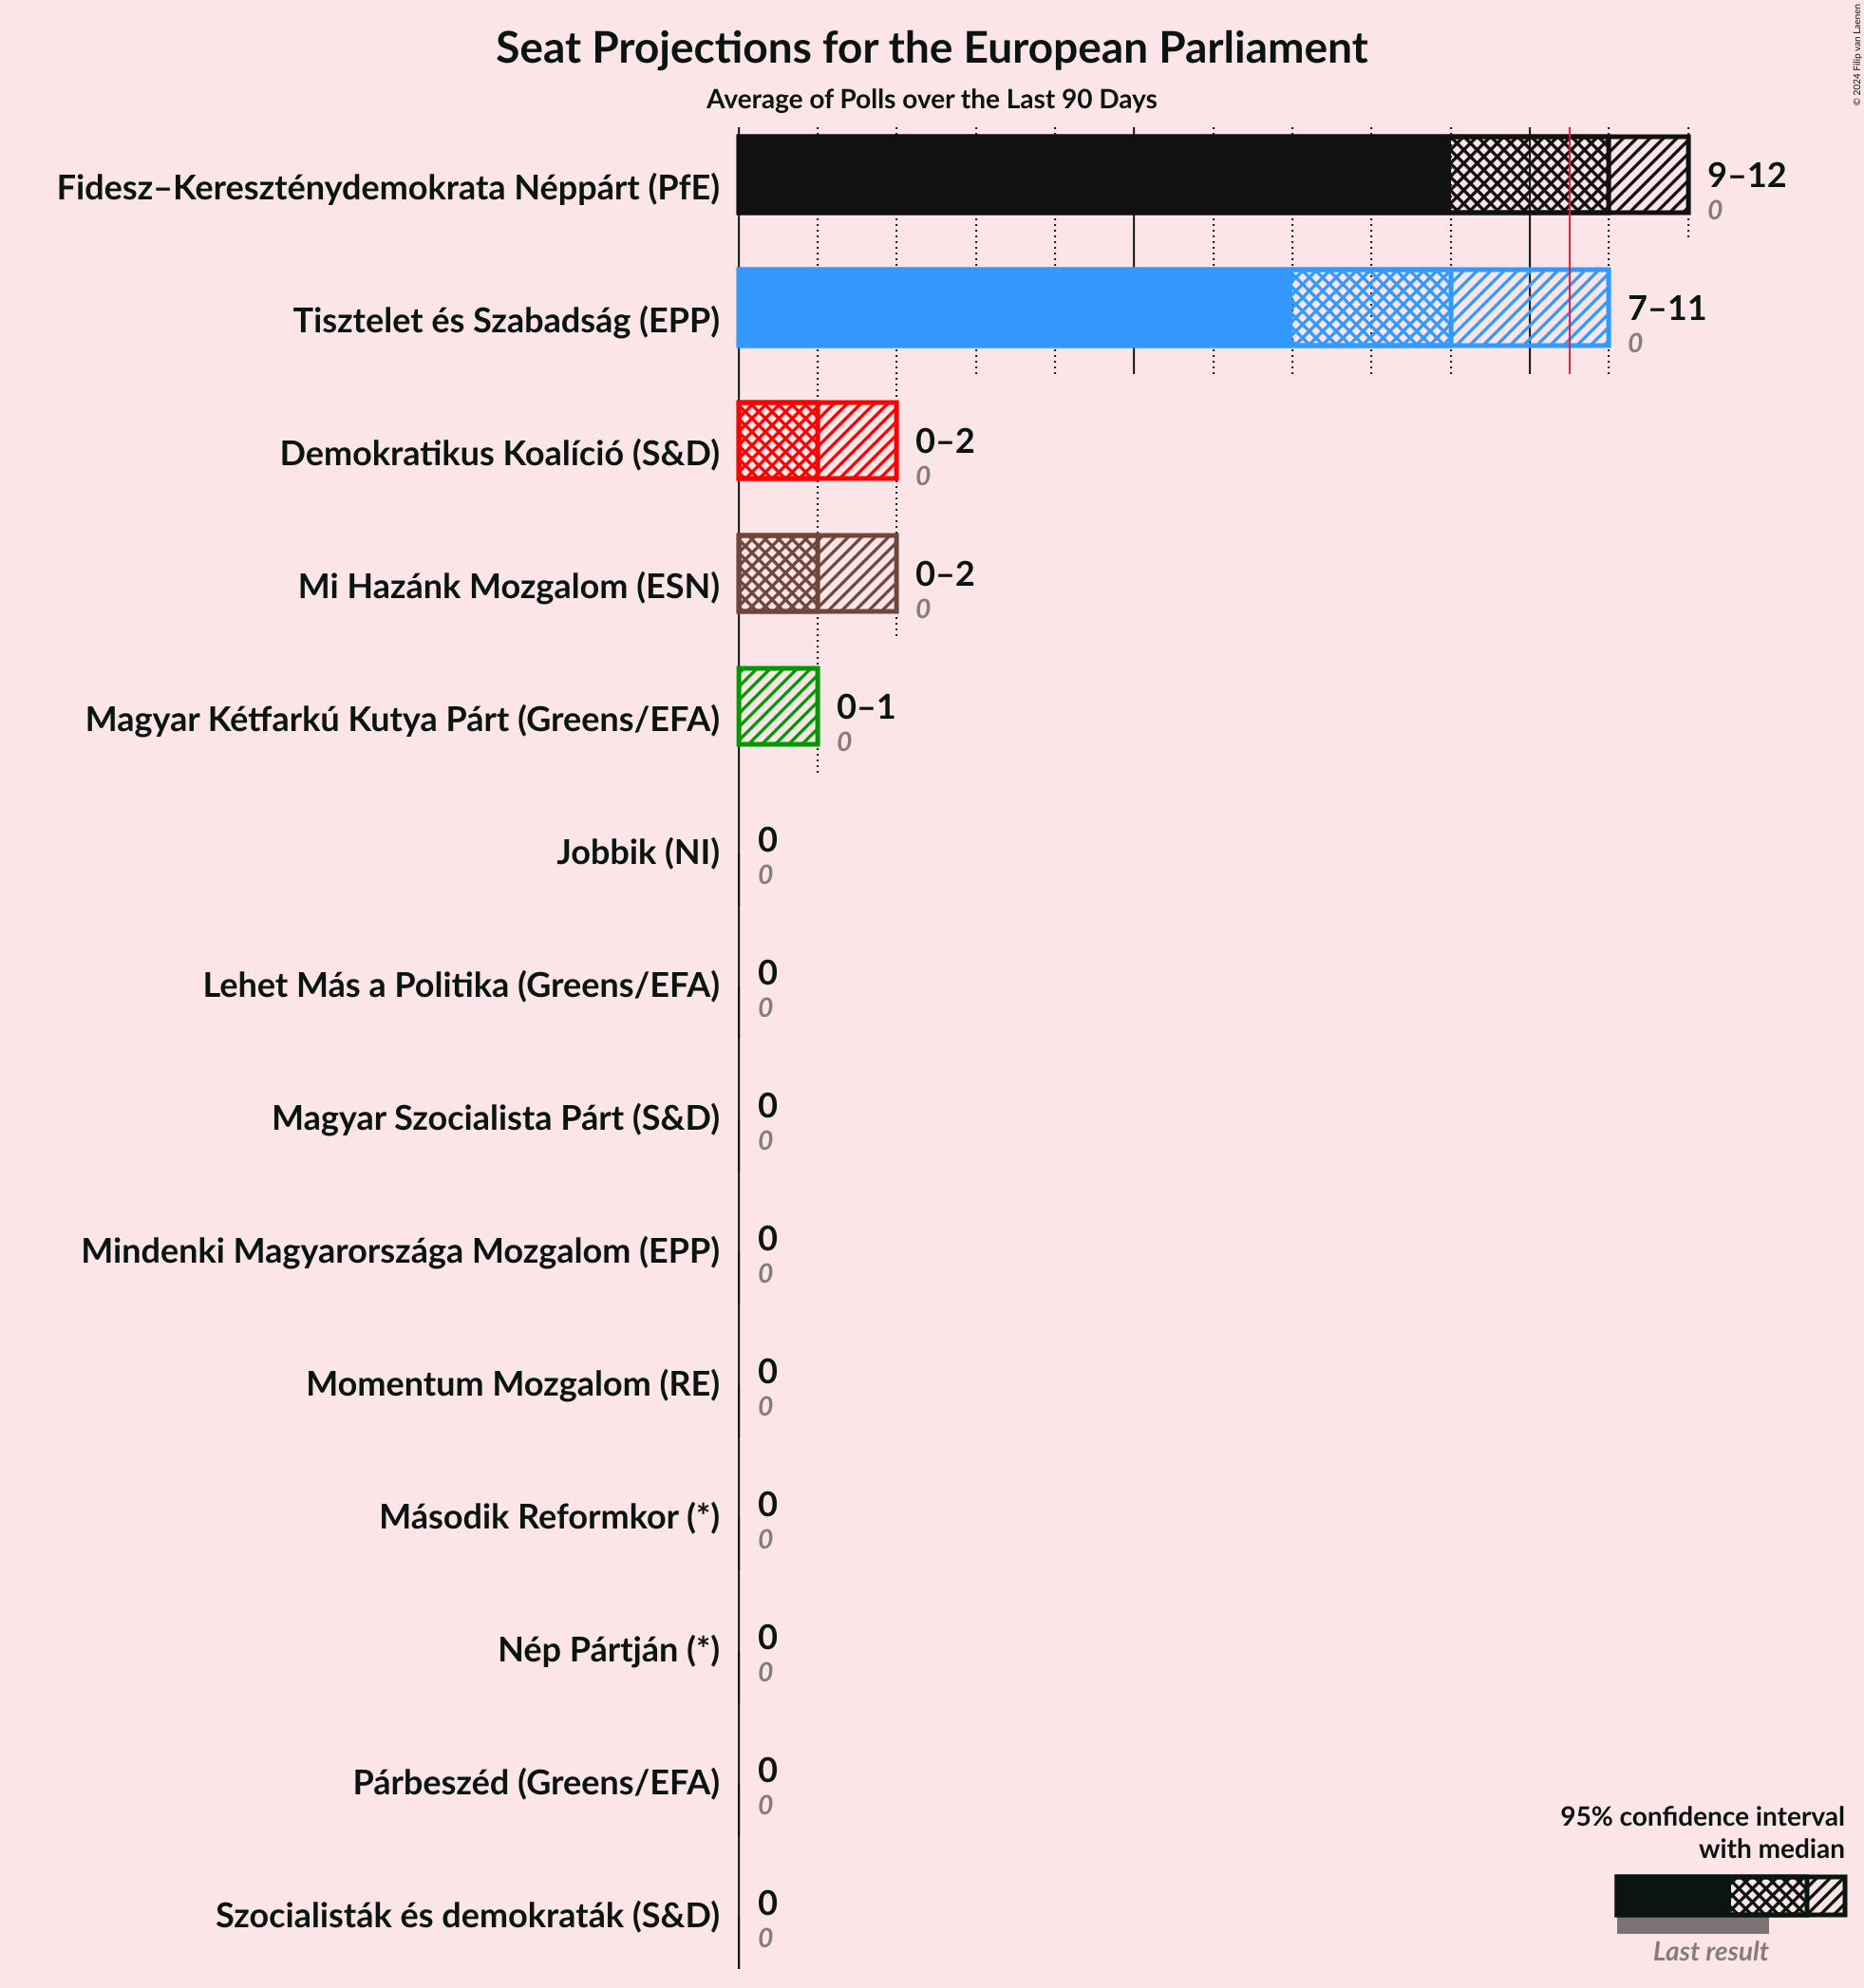 Seat Projections for the European Parliament
Average of Polls over the Last 90 Days
© 2024 Filip van Laenen
Fidesz–Kereszténydemokrata Néppárt (PfE)
9–12
0
Tisztelet és Szabadság (EPP)
7–11
0
Demokratikus Koalíció (S&D)
0–2
0
Mi Hazánk Mozgalom (ESN)
0–2
0
Magyar Kétfarkú Kutya Párt (Greens/EFA)
0–1
0
Jobbik (NI)
0
0
Lehet Más a Politika (Greens/EFA)
0
0
Magyar Szocialista Párt (S&D)
0
0
Mindenki Magyarországa Mozgalom (EPP)
0
0
Momentum Mozgalom (RE)
0
0
Második Reformkor (*)
0
0
Nép Pártján (*)
0
0
Párbeszéd (Greens/EFA)
0
0
Szocialisták és demokraták (S&D)
0
0
95% confidence interval
with median
Last result